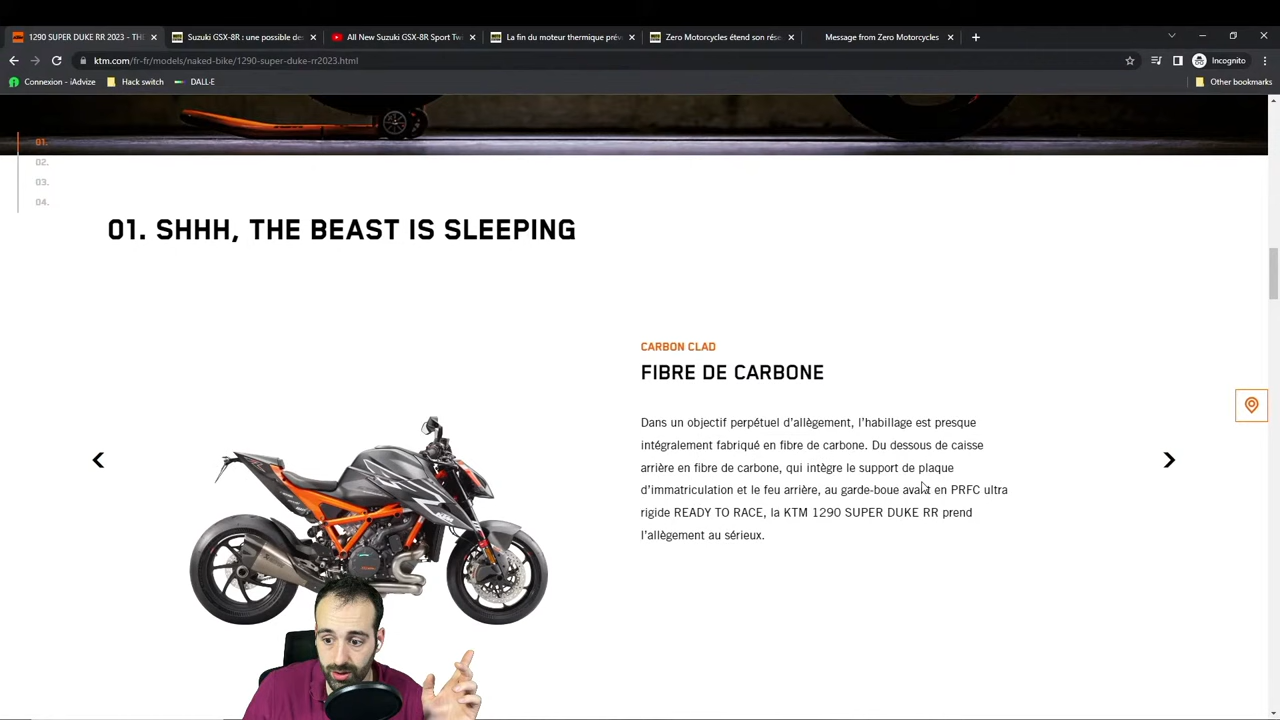 1290 SUPER DUKE RR 2023 - THE
Suzuki GSX-8R : une possible de
All New Suzuki GSX-8R Sport Tw
La fin du moteur thermique prév
Zero Motorcycles étend son rése
Message from Zero Motorcycles
ktm.com/fr-fr/models/naked-bike/1290-super-duke-rr2023.html
Incognito
Connexion - iAdvize
Hack switch
DALL-E
Other bookmarks
01.
02.
03.
04.
01. SHHH, THE BEAST IS SLEEPING
CARBON CLAD
FIBRE DE CARBONE
Dans un objectif perpétuel d'allègement, l'habillage est presque
intégralement fabriqué en fibre de carbone. Du dessous de caisse
arrière en fibre de carbone, qui intègre le support de plaque
d'immatriculation et le feu arrière, au garde-boue avant en PRFC ultra
rigide READY TO RACE, la KTM 1290 SUPER DUKE RR prend
l'allègement au sérieux.
KTM